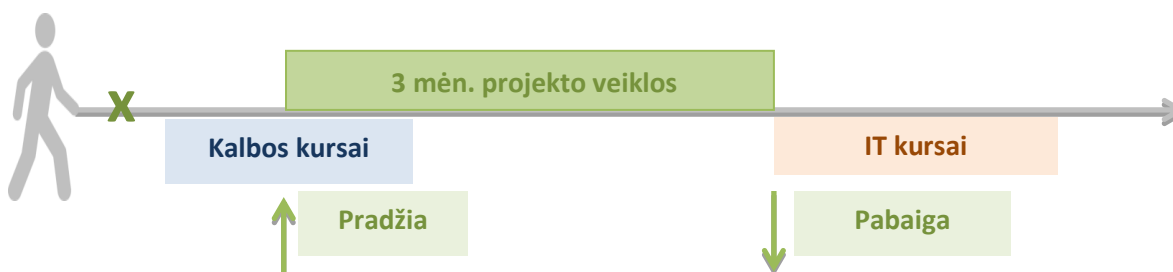 3 mėn. projekto veiklos
X
Kalbos kursai
IT kursai
Pradžia
Pabaiga